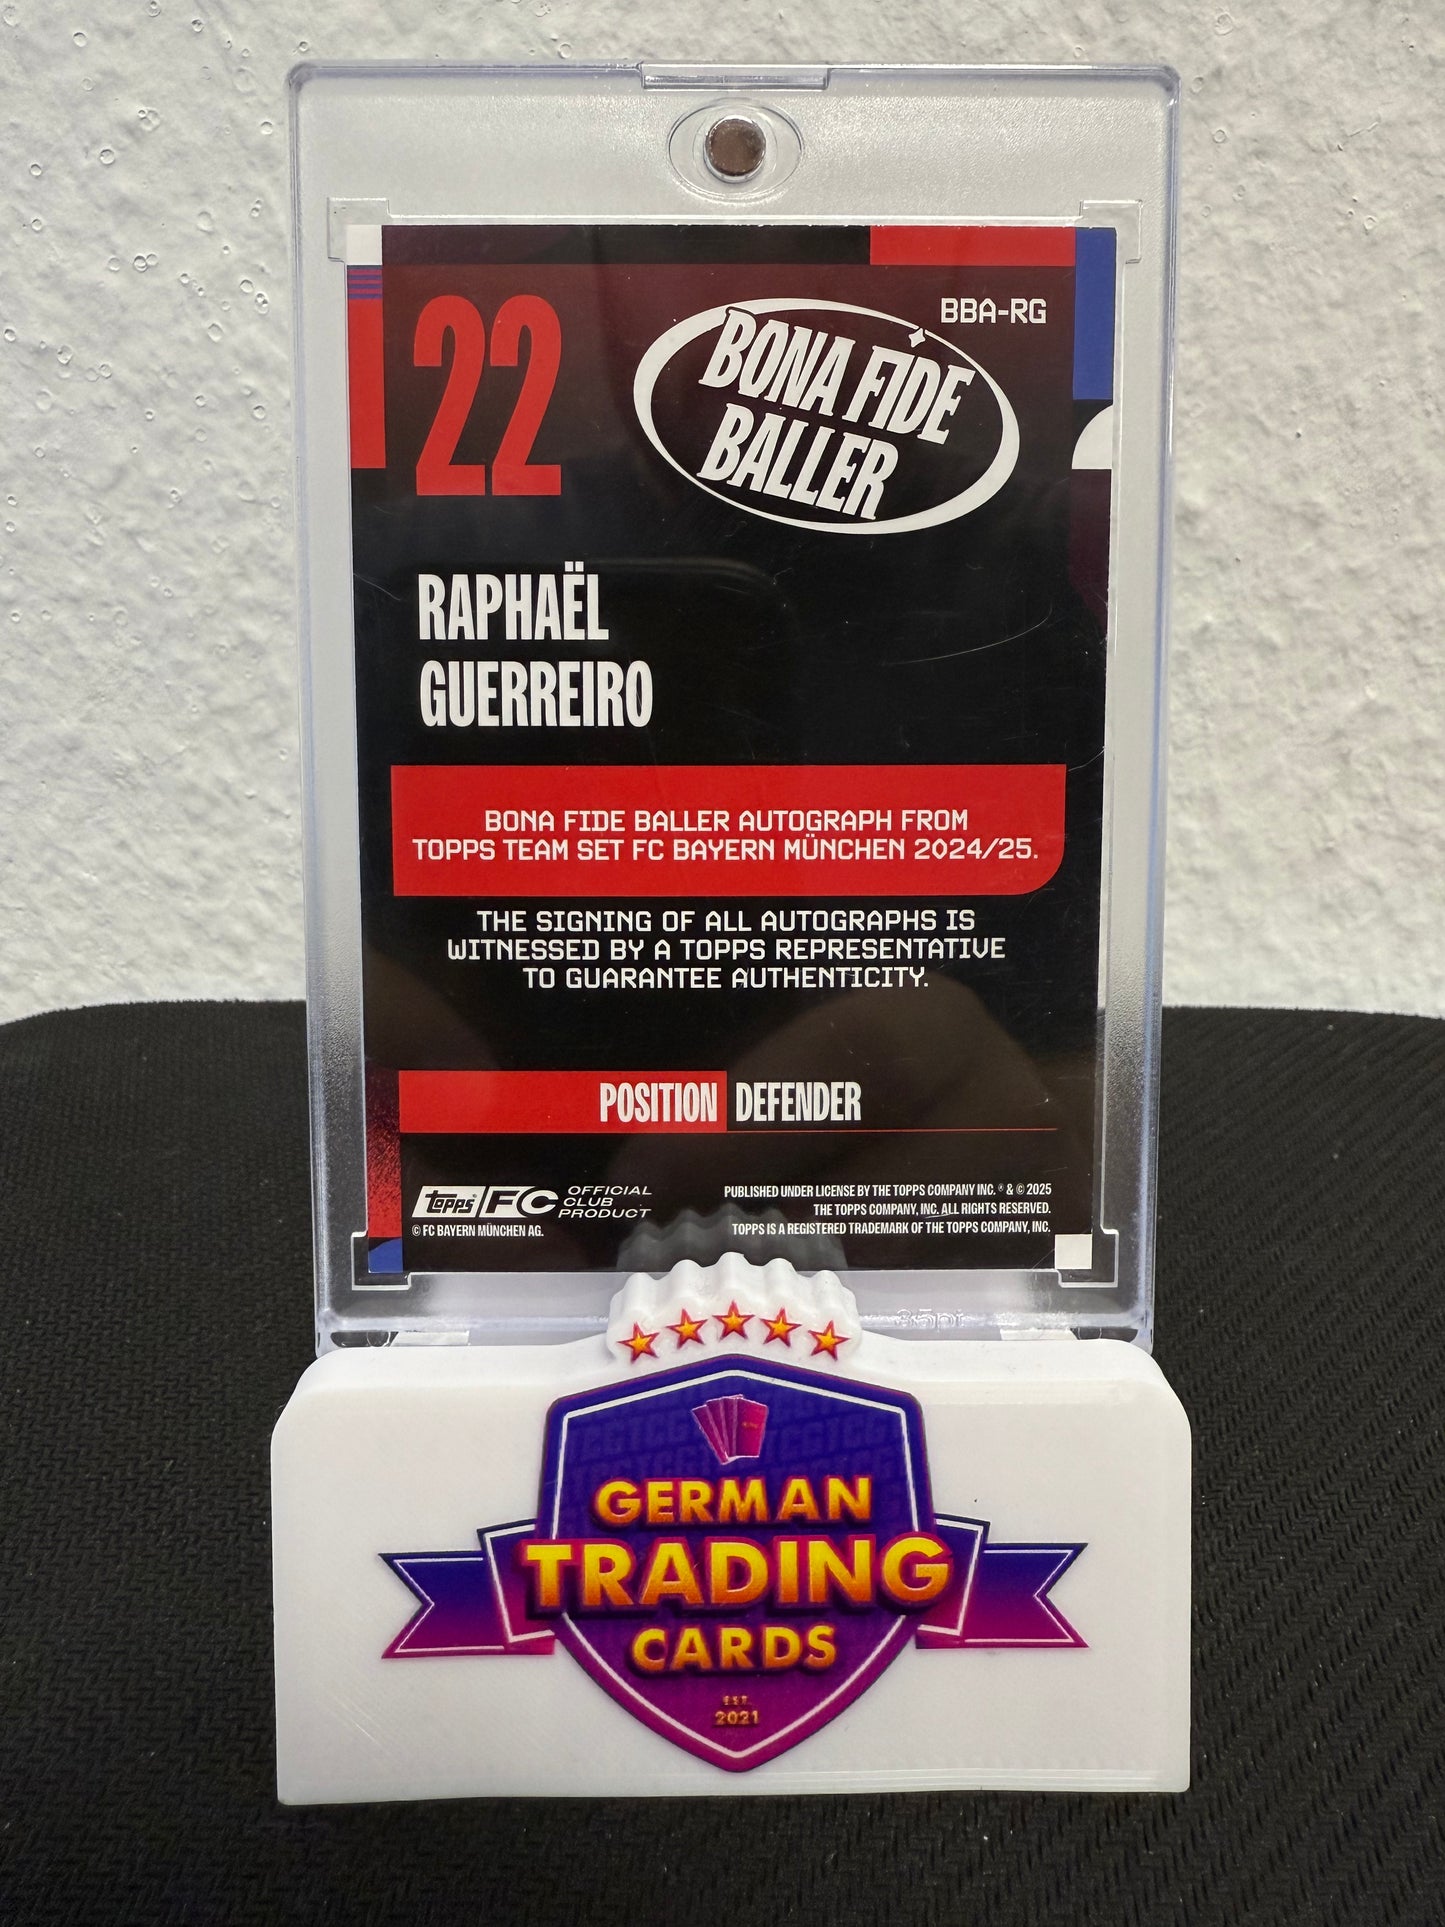 22
BBA-RG
BONA FIDE
BALLER
RAPHAËL
GUERREIRO
BONA FIDE BALLER AUTOGRAPH FROM
TOPPS TEAM SET FC BAYERN MÜNCHEN 2024/25.
THE SIGNING OF ALL AUTOGRAPHS IS
WITNESSED BY A TOPPS REPRESENTATIVE
TO GUARANTEE AUTHENTICITY.
POSITION DEFENDER
Topps FC OFFICIAL
CLUB
PRODUCT
© FC BAYERN MÜNCHEN AG.
PUBLISHED UNDER LICENSE BY THE TOPPS COMPANY INC. ® & © 2025
THE TOPPS COMPANY, INC. ALL RIGHTS RESERVED.
TOPPS IS A REGISTERED TRADEMARK OF THE TOPPS COMPANY, INC.
35pt
GERMAN
TRADING
CARDS
EST.
2021